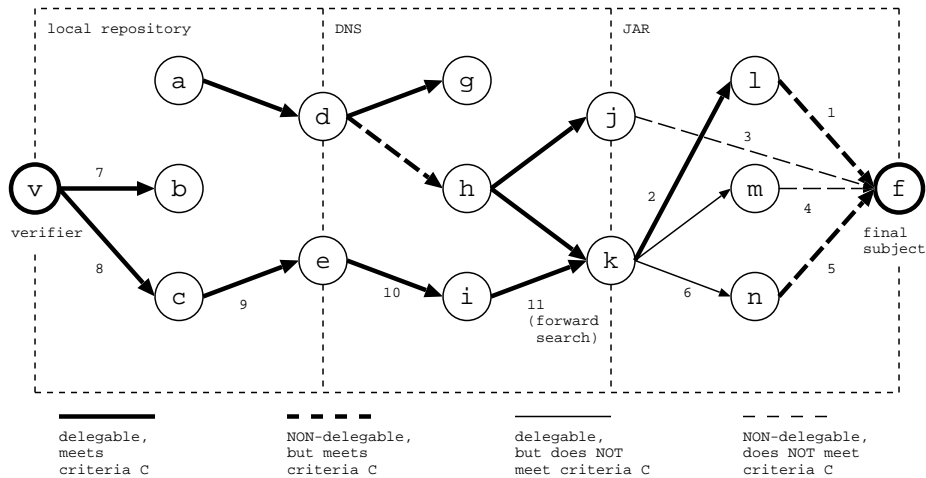 local repository
DNS
JAR
a
g
l
d
j
1
3
7
2
v
b
h
m
f
4
verifier
final
subject
8
e
k
5
c
9
10
i
11
(forward
search)
6
n
delegable,
meets
criteria C
NON-delegable,
but meets
criteria C
delegable,
but does NOT
meet criteria C
NON-delegable,
does NOT meet
criteria C